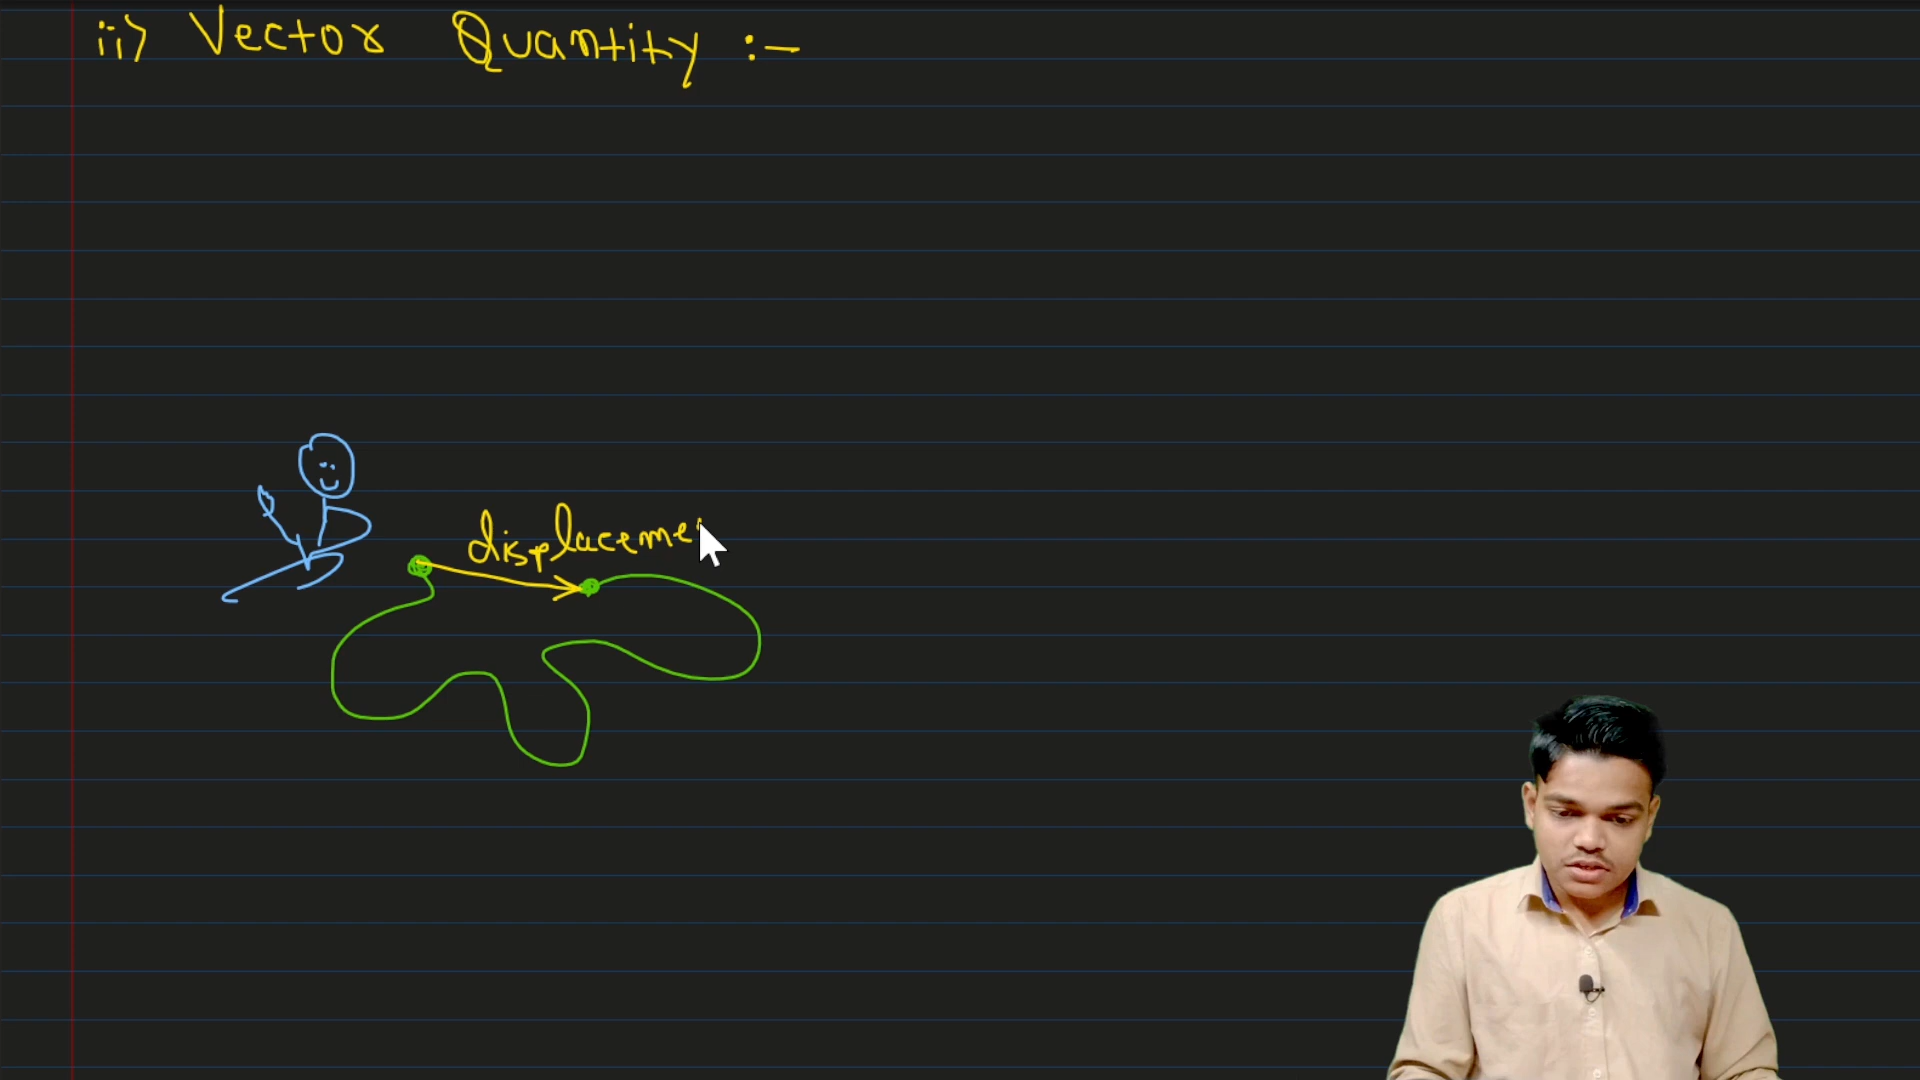 ii) Vector Quantity :-
displaceme